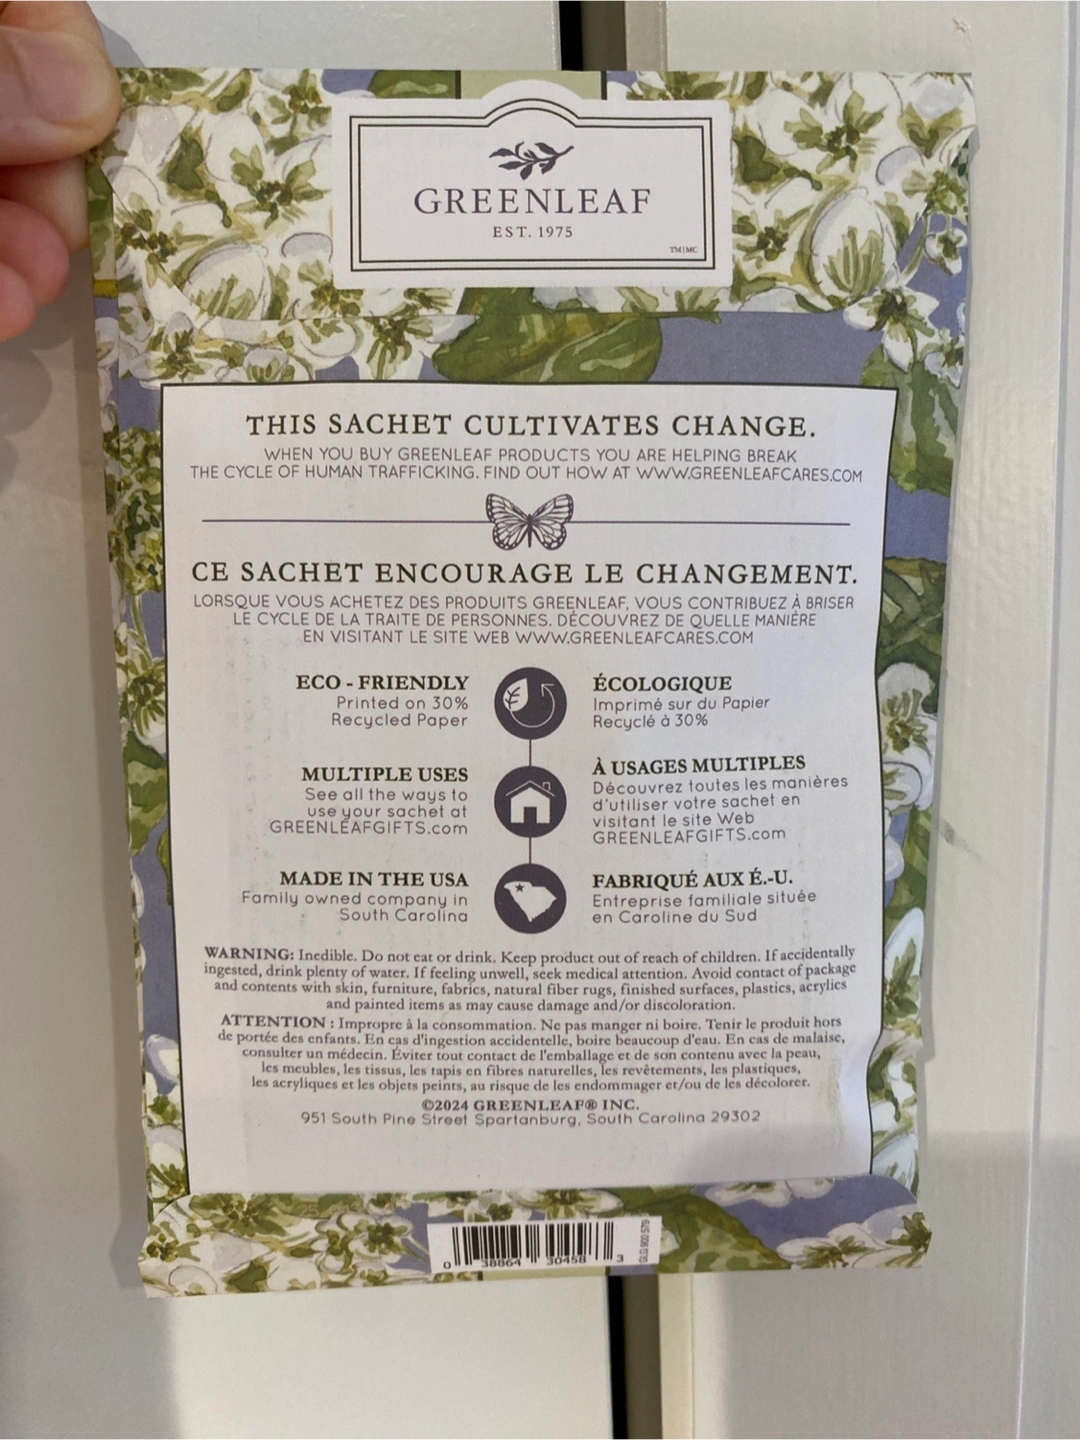 GREENLEAF
EST. 1975
TM|MC
THIS SACHET CULTIVATES CHANGE.
WHEN YOU BUY GREENLEAF PRODUCTS YOU ARE HELPING BREAK
THE CYCLE OF HUMAN TRAFFICKING. FIND OUT HOW AT WWW.GREENLEAFCARES.COM
CE SACHET ENCOURAGE LE CHANGEMENT.
LORSQUE VOUS ACHETEZ DES PRODUITS GREENLEAF, VOUS CONTRIBUEZ À BRISER
LE CYCLE DE LA TRAITE DE PERSONNES. DÉCOUVREZ DE QUELLE MANIÈRE
EN VISITANT LE SITE WEB WWW.GREENLEAFCARES.COM
ECO - FRIENDLY
Printed on 30%
Recycled Paper
ÉCOLOGIQUE
Imprimé sur du Papier
Recyclé à 30%
MULTIPLE USES
See all the ways to
use your sachet at
GREENLEAFGIFTS.com
À USAGES MULTIPLES
Découvrez toutes les manières
d'utiliser votre sachet en
visitant le site Web
GREENLEAFGIFTS.com
MADE IN THE USA
Family owned company in
South Carolina
FABRIQUÉ AUX É.-U.
Entreprise familiale située
en Caroline du Sud
WARNING: Inedible. Do not eat or drink. Keep product out of reach of children. If accidentally
ingested, drink plenty of water. If feeling unwell, seek medical attention. Avoid contact of package
and contents with skin, furniture, fabrics, natural fiber rugs, finished surfaces, plastics, acrylics
and painted items as may cause damage and/or discoloration.
ATTENTION : Impropre à la consommation. Ne pas manger ni boire. Tenir le produit hors
de portée des enfants. En cas d'ingestion accidentelle, boire beaucoup d'eau. En cas de malaise,
consulter un médecin. Éviter tout contact de l'emballage et de son contenu avec la peau,
les meubles, les tissus, les tapis en fibres naturelles, les revêtements, les plastiques,
les acryliques et les objets peints, au risque de les endommager et/ou de les décolorer.
©2024 GREENLEAF® INC.
951 South Pine Street Spartanburg, South Carolina 29302
0 38864 30458 3
GLG 900 579